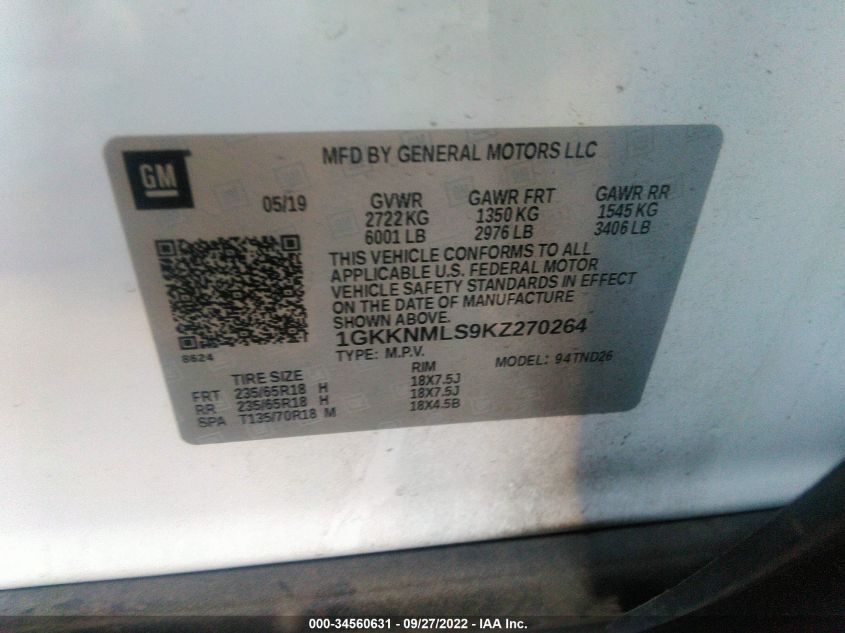 GM
MFD BY GENERAL MOTORS LLC
05/19
GVWR GAWR FRT GAWR RR
2722 KG 1350 KG 1545 KG
6001 LB 2976 LB 3406 LB
THIS VEHICLE CONFORMS TO ALL
APPLICABLE U.S. FEDERAL MOTOR
VEHICLE SAFETY STANDARDS IN EFFECT
ON THE DATE OF MANUFACTURE
SHOWN ABOVE.
1GKKNMLS9KZ270264
8624
TYPE: M.P.V. MODEL: 94TND26
TIRE SIZE RIM
FRT 235/65R18 H 18X7.5J
RR 235/65R18 H 18X7.5J
SPA T135/70R18 M 18X4.5B
000-34560631 - 09/27/2022 - IAA Inc.